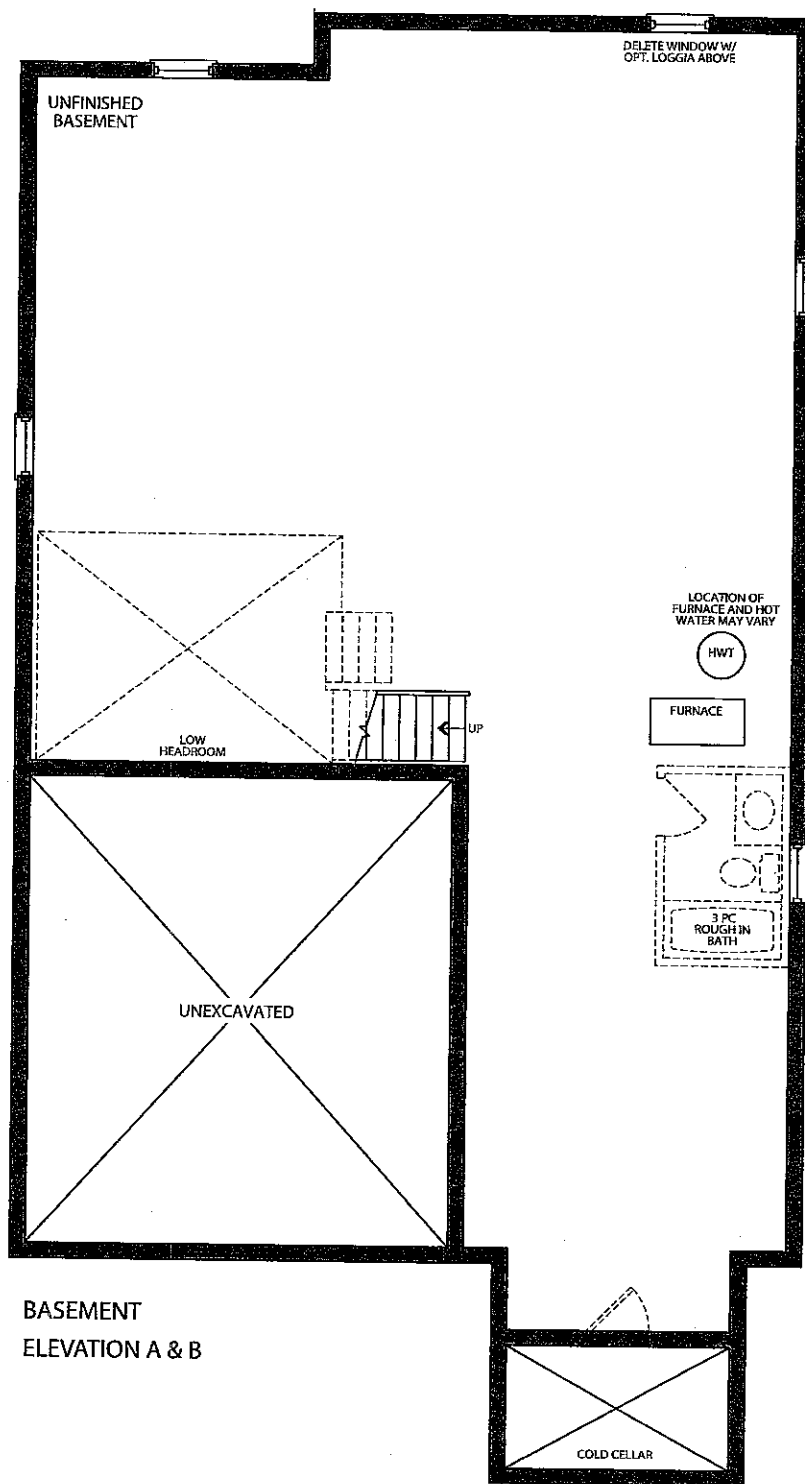 DELETE WINDOW W/
OPT. LOGGIA ABOVE
UNFINISHED
BASEMENT
LOCATION OF
FURNACE AND HOT
WATER MAY VARY
HWT
FURNACE
UP
LOW
HEADROOM
3 PC
ROUGH IN
BATH
UNEXCAVATED
BASEMENT
ELEVATION A & B
COLD CELLAR